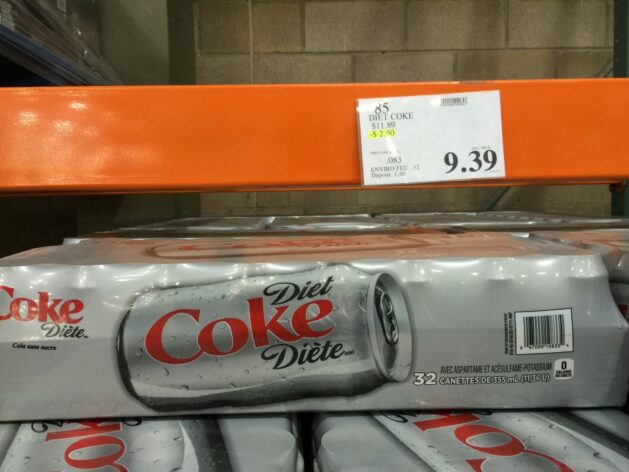 85
DIET COKE
$11.89
-$ 2.50
.083
ENVIRO FEE .32
Deposit 1.60
9.39
Coke
Diète
Cola sans sucre
Diet
Coke
Diète
32 CANETTES DE 355 mL (11,36 L)
AVEC ASPARTAME ET ACÉSULFAME-POTASSIUM
0